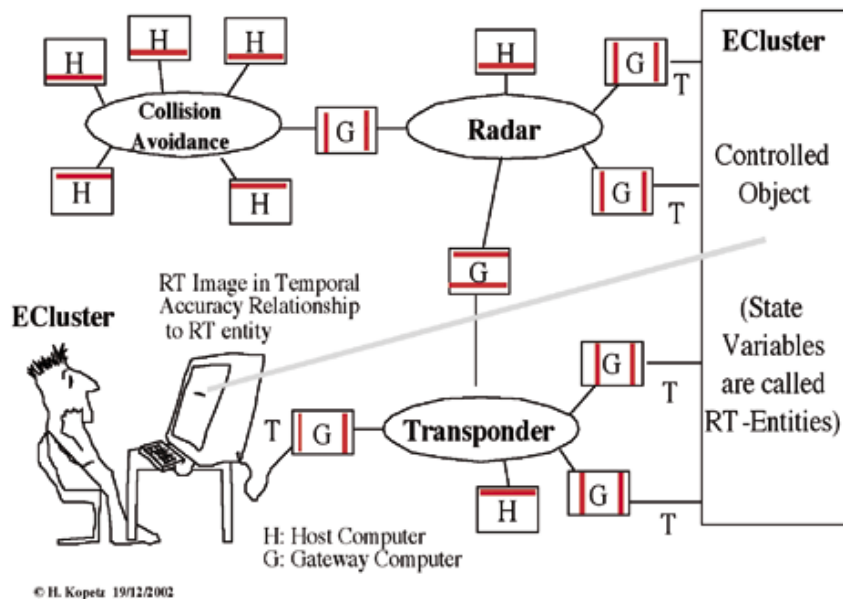 H
H
H
H
H
Collision
Avoidance
G
H
Radar
G
T
G
T
ECluster
Controlled
Object
(State
Variables
are called
RT-Entities)
G
RT Image in Temporal
Accuracy Relationship
to RT entity
ECluster
T
G
Transponder
G
T
G
T
H
H: Host Computer
G: Gateway Computer
© H. Kopetz 19/12/2002